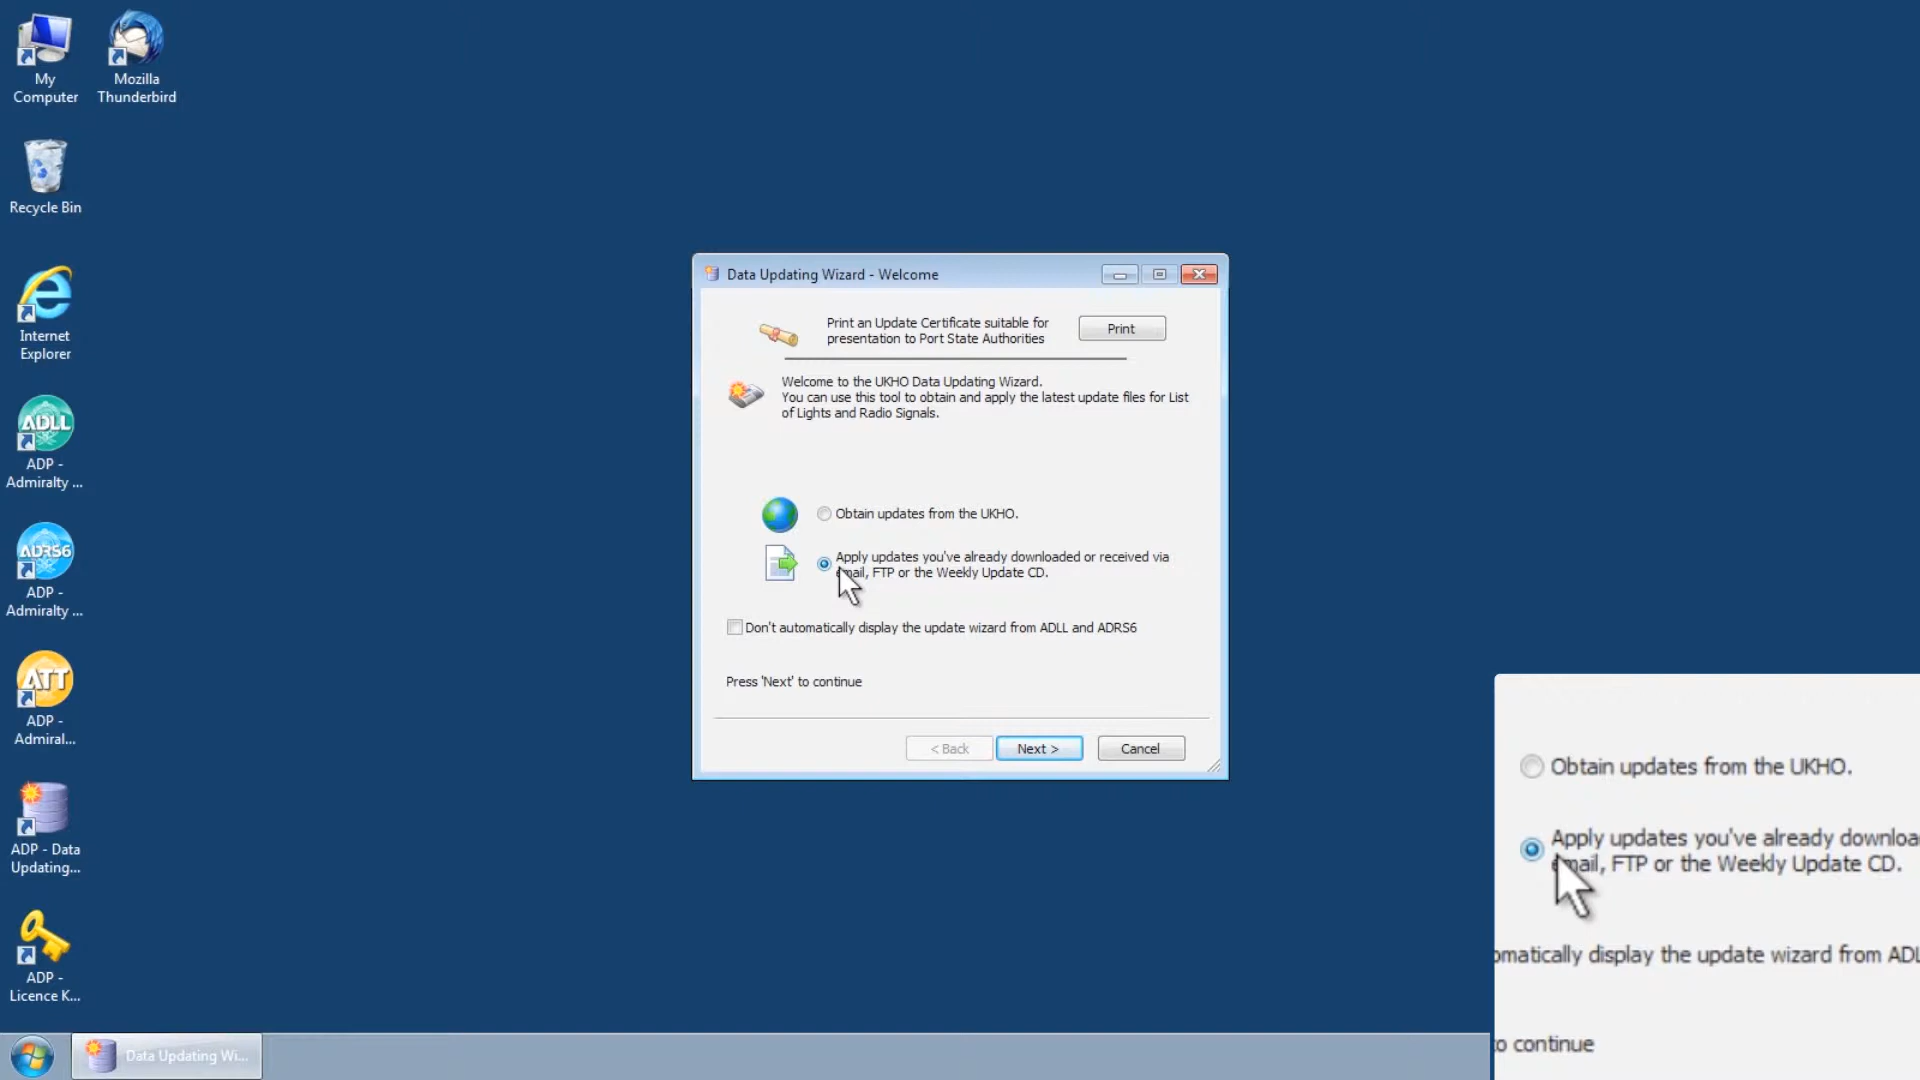 My
Computer
Mozilla
Thunderbird
Recycle Bin
Internet
Explorer
ADLL
ADP -
Admiralty ...
ADRS6
ADP -
Admiralty ...
ATT
ADP -
Admiral...
ADP - Data
Updating...
ADP -
Licence K...
Data Updating Wizard - Welcome
Print an Update Certificate suitable for
presentation to Port State Authorities
Print
Welcome to the UKHO Data Updating Wizard.
You can use this tool to obtain and apply the latest update files for List
of Lights and Radio Signals.
Obtain updates from the UKHO.
Apply updates you've already downloaded or received via
email, FTP or the Weekly Update CD.
Don't automatically display the update wizard from ADLL and ADRS6
Press 'Next' to continue
< Back
Next >
Cancel
Obtain updates from the UKHO.
Apply updates you've already downloa
email, FTP or the Weekly Update CD.
omatically display the update wizard from ADL
to continue
Data Updating Wi...